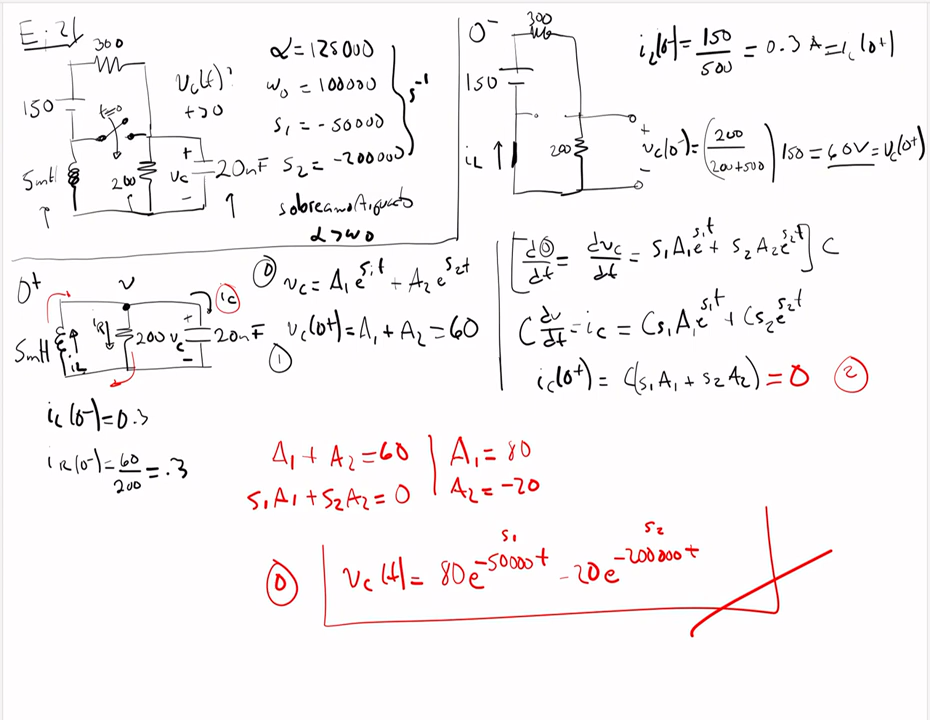 Ej 21
300
150
t=0
5mH
200
+
Vc
-
20nF
Vc(t)?
t>0
α=125000
ω0=100000
s1=-50000
s2=-200000
s^-1
sobreamortiguado
α>ω0
0^-
300
150
iL
200
+
Vc(0^-)=(200/(200+500))150=60V=Vc(0^+)
-
iL(0^-)=150/500=0.3A=iL(0^+)
0^+
V
ic
5mH
iL
iR
200
+
Vc
-
20nF
⓪ Vc=A1e^s1t+A2e^s2t
Vc(0^+)=A1+A2=60
①
[d⓪/dt=dvc/dt=s1A1e^s1t+s2A2e^s2t]C
C dv/dt=ic=Cs1A1e^s1t+Cs2e^s2t
ic(0^+)=C(s1A1+s2A2)=0 ②
iL(0^-)=0.3
iR(0^-)=60/200=.3
A1+A2=60
s1A1+s2A2=0
A1=80
A2=-20
s1
s2
⓪ Vc(t)=80e^-50000t-20e^-200000t